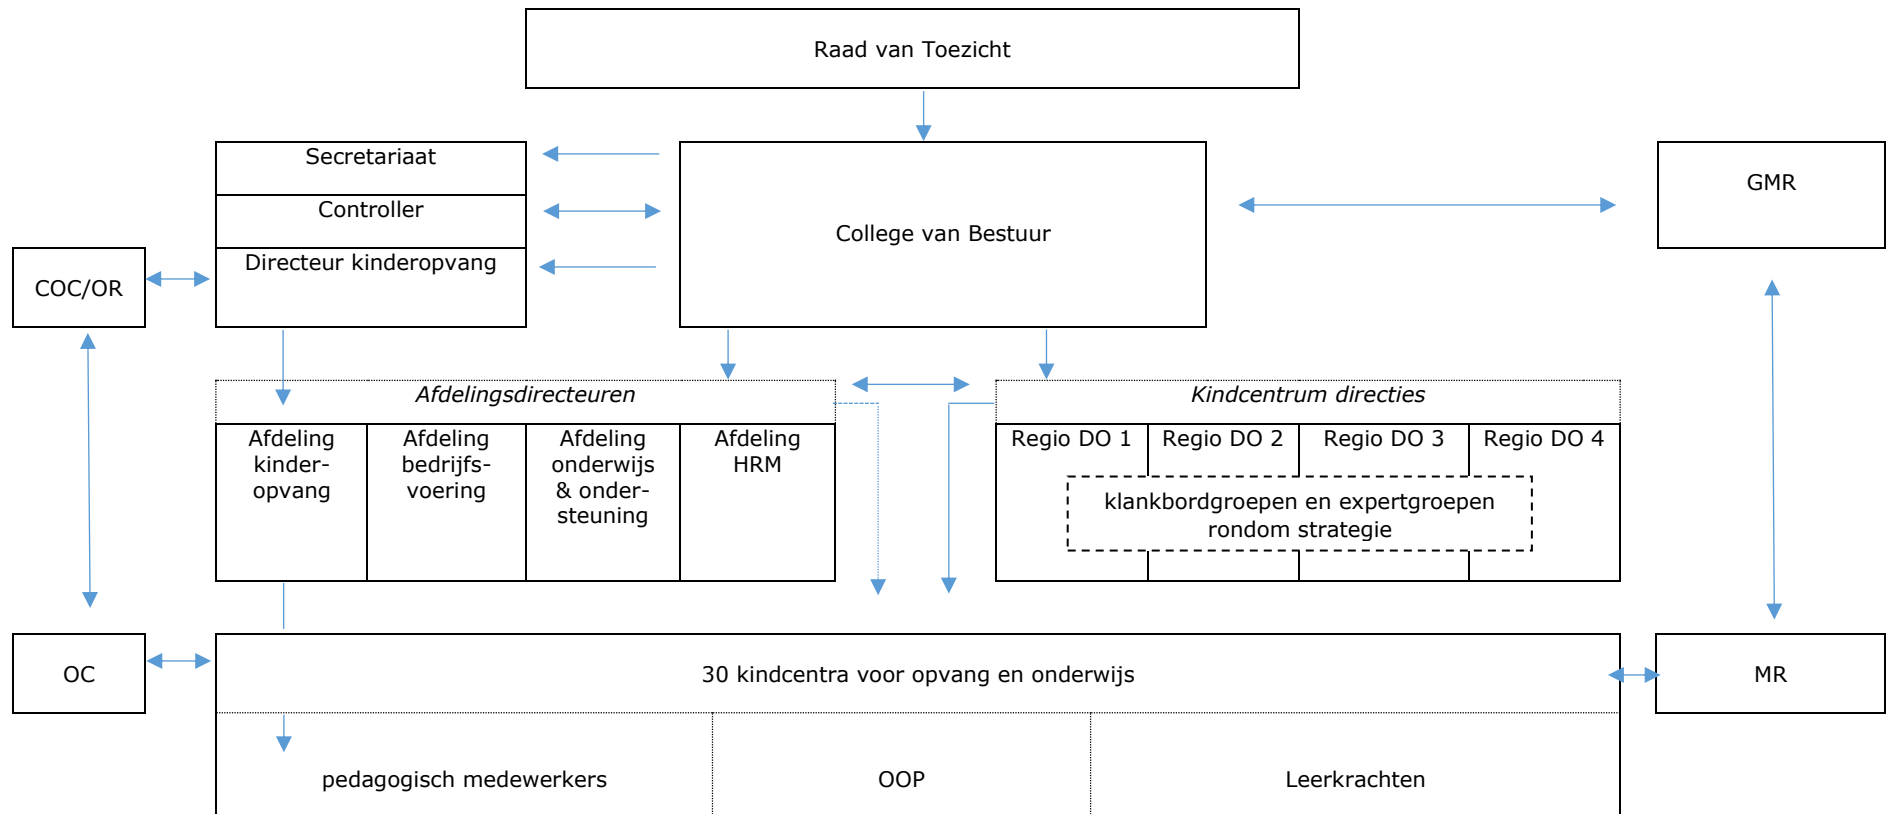 Raad van Toezicht
Secretariaat
Controller
Directeur kinderopvang
College van Bestuur
GMR
COC/OR
Afdelingsdirecteuren
Kindcentrum directies
Afdeling
kinder-
opvang
Afdeling
bedrijfs-
voering
Afdeling
onderwijs
& onder-
steuning
Afdeling
HRM
Regio DO 1
Regio DO 2
Regio DO 3
Regio DO 4
klankbordgroepen en expertgroepen
rondom strategie
OC
30 kindcentra voor opvang en onderwijs
MR
pedagogisch medewerkers
OOP
Leerkrachten